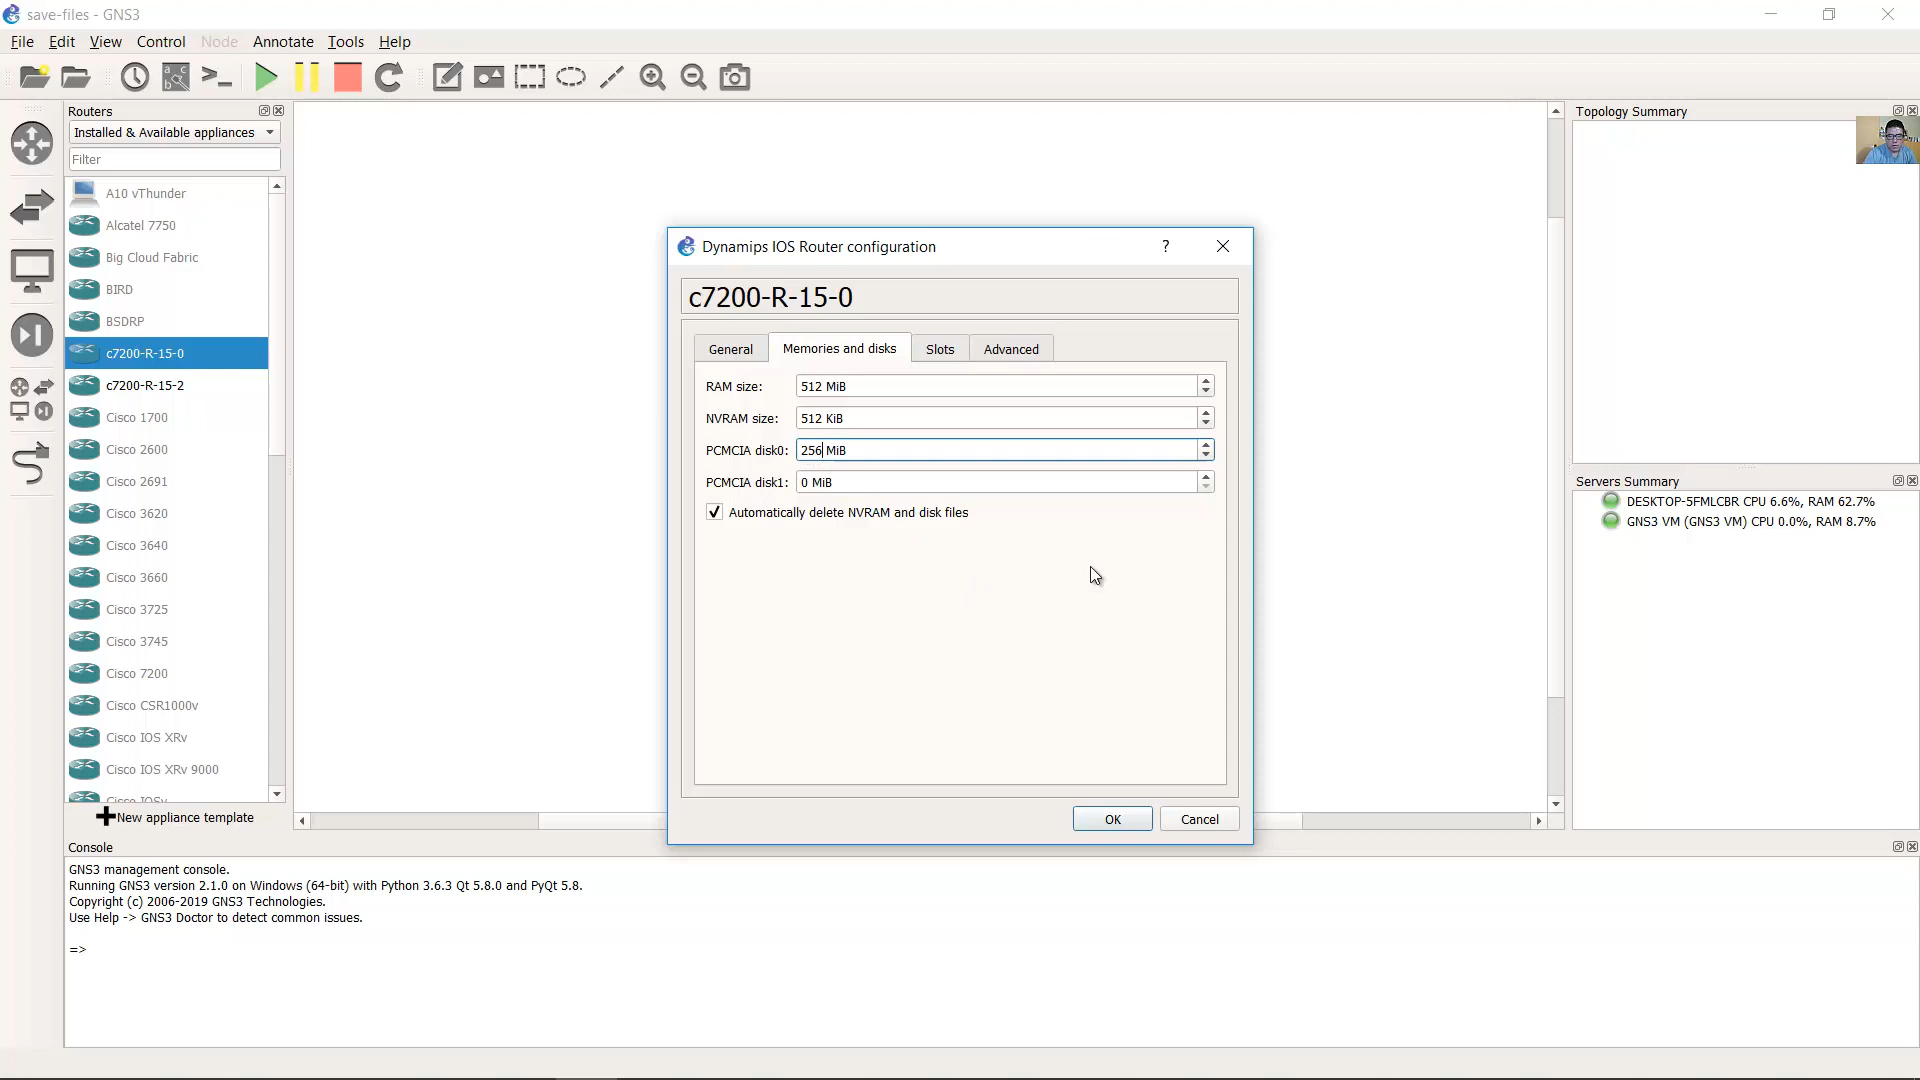 save-files - GNS3
File Edit View Control Node Annotate Tools Help
Routers
Installed & Available appliances
Filter
A10 vThunder
Alcatel 7750
Big Cloud Fabric
BIRD
BSDRP
c7200-R-15-0
c7200-R-15-2
Cisco 1700
Cisco 2600
Cisco 2691
Cisco 3620
Cisco 3640
Cisco 3660
Cisco 3725
Cisco 3745
Cisco 7200
Cisco CSR1000v
Cisco IOS XRv
Cisco IOS XRv 9000
Cisco IOSv
New appliance template
Dynamips IOS Router configuration
?
c7200-R-15-0
General Memories and disks Slots Advanced
RAM size: 512 MiB
NVRAM size: 512 KiB
PCMCIA disk0: 256 MiB
PCMCIA disk1: 0 MiB
Automatically delete NVRAM and disk files
OK Cancel
Topology Summary
Servers Summary
DESKTOP-5FMLCBR CPU 6.6%, RAM 62.7%
GNS3 VM (GNS3 VM) CPU 0.0%, RAM 8.7%
Console
GNS3 management console.
Running GNS3 version 2.1.0 on Windows (64-bit) with Python 3.6.3 Qt 5.8.0 and PyQt 5.8.
Copyright (c) 2006-2019 GNS3 Technologies.
Use Help -> GNS3 Doctor to detect common issues.
=>